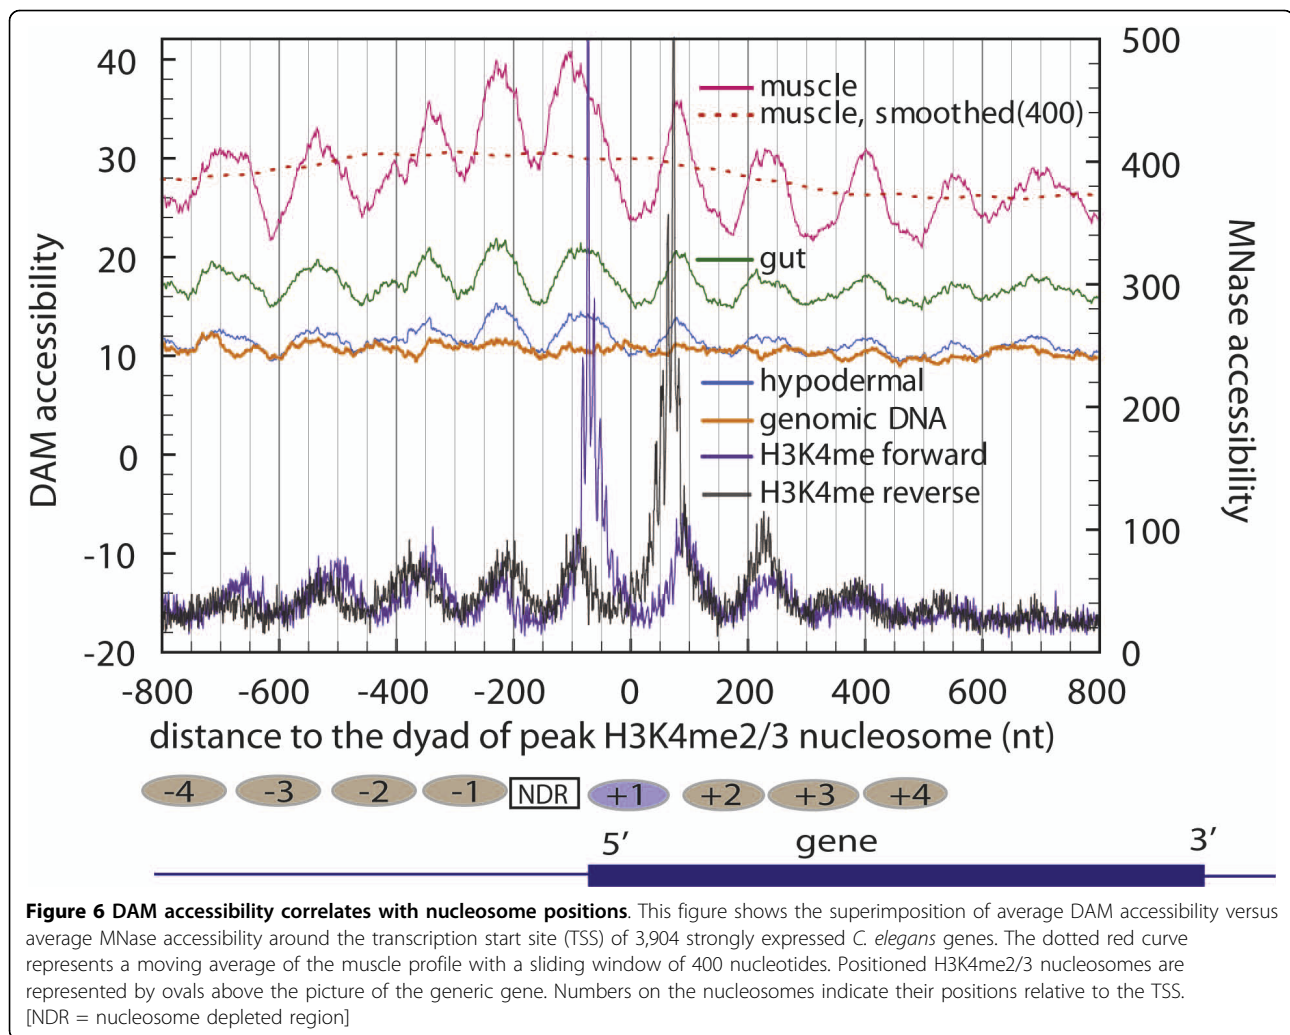 40
30
20
10
0
-10
-20
DAM accessibility
500
400
300
200
100
0
MNase accessibility
muscle
muscle, smoothed(400)
gut
hypodermal
genomic DNA
H3K4me forward
H3K4me reverse
-800 -600 -400 -200 0 200 400 600 800
distance to the dyad of peak H3K4me2/3 nucleosome (nt)
-4 -3 -2 -1 NDR +1 +2 +3 +4
5′ gene 3′
Figure 6 DAM accessibility correlates with nucleosome positions. This figure shows the superimposition of average DAM accessibility versus
average MNase accessibility around the transcription start site (TSS) of 3,904 strongly expressed C. elegans genes. The dotted red curve
represents a moving average of the muscle profile with a sliding window of 400 nucleotides. Positioned H3K4me2/3 nucleosomes are
represented by ovals above the picture of the generic gene. Numbers on the nucleosomes indicate their positions relative to the TSS.
[NDR = nucleosome depleted region]